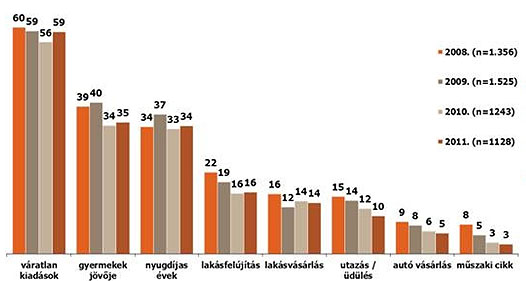 60 59 56 59
39 40 34 35
34 37 33 34
22 19 16 16
16 12 14 14
15 14 12 10
9 8 6 5
8 5 3 3
2008. (n=1.356)
2009. (n=1.525)
2010. (n=1243)
2011. (n=1128)
váratlan
kiadások
gyermekek
jövője
nyugdíjas
évek
lakásfelújítás
lakásvásárlás
utazás /
üdülés
autó vásárlás
műszaki cikk